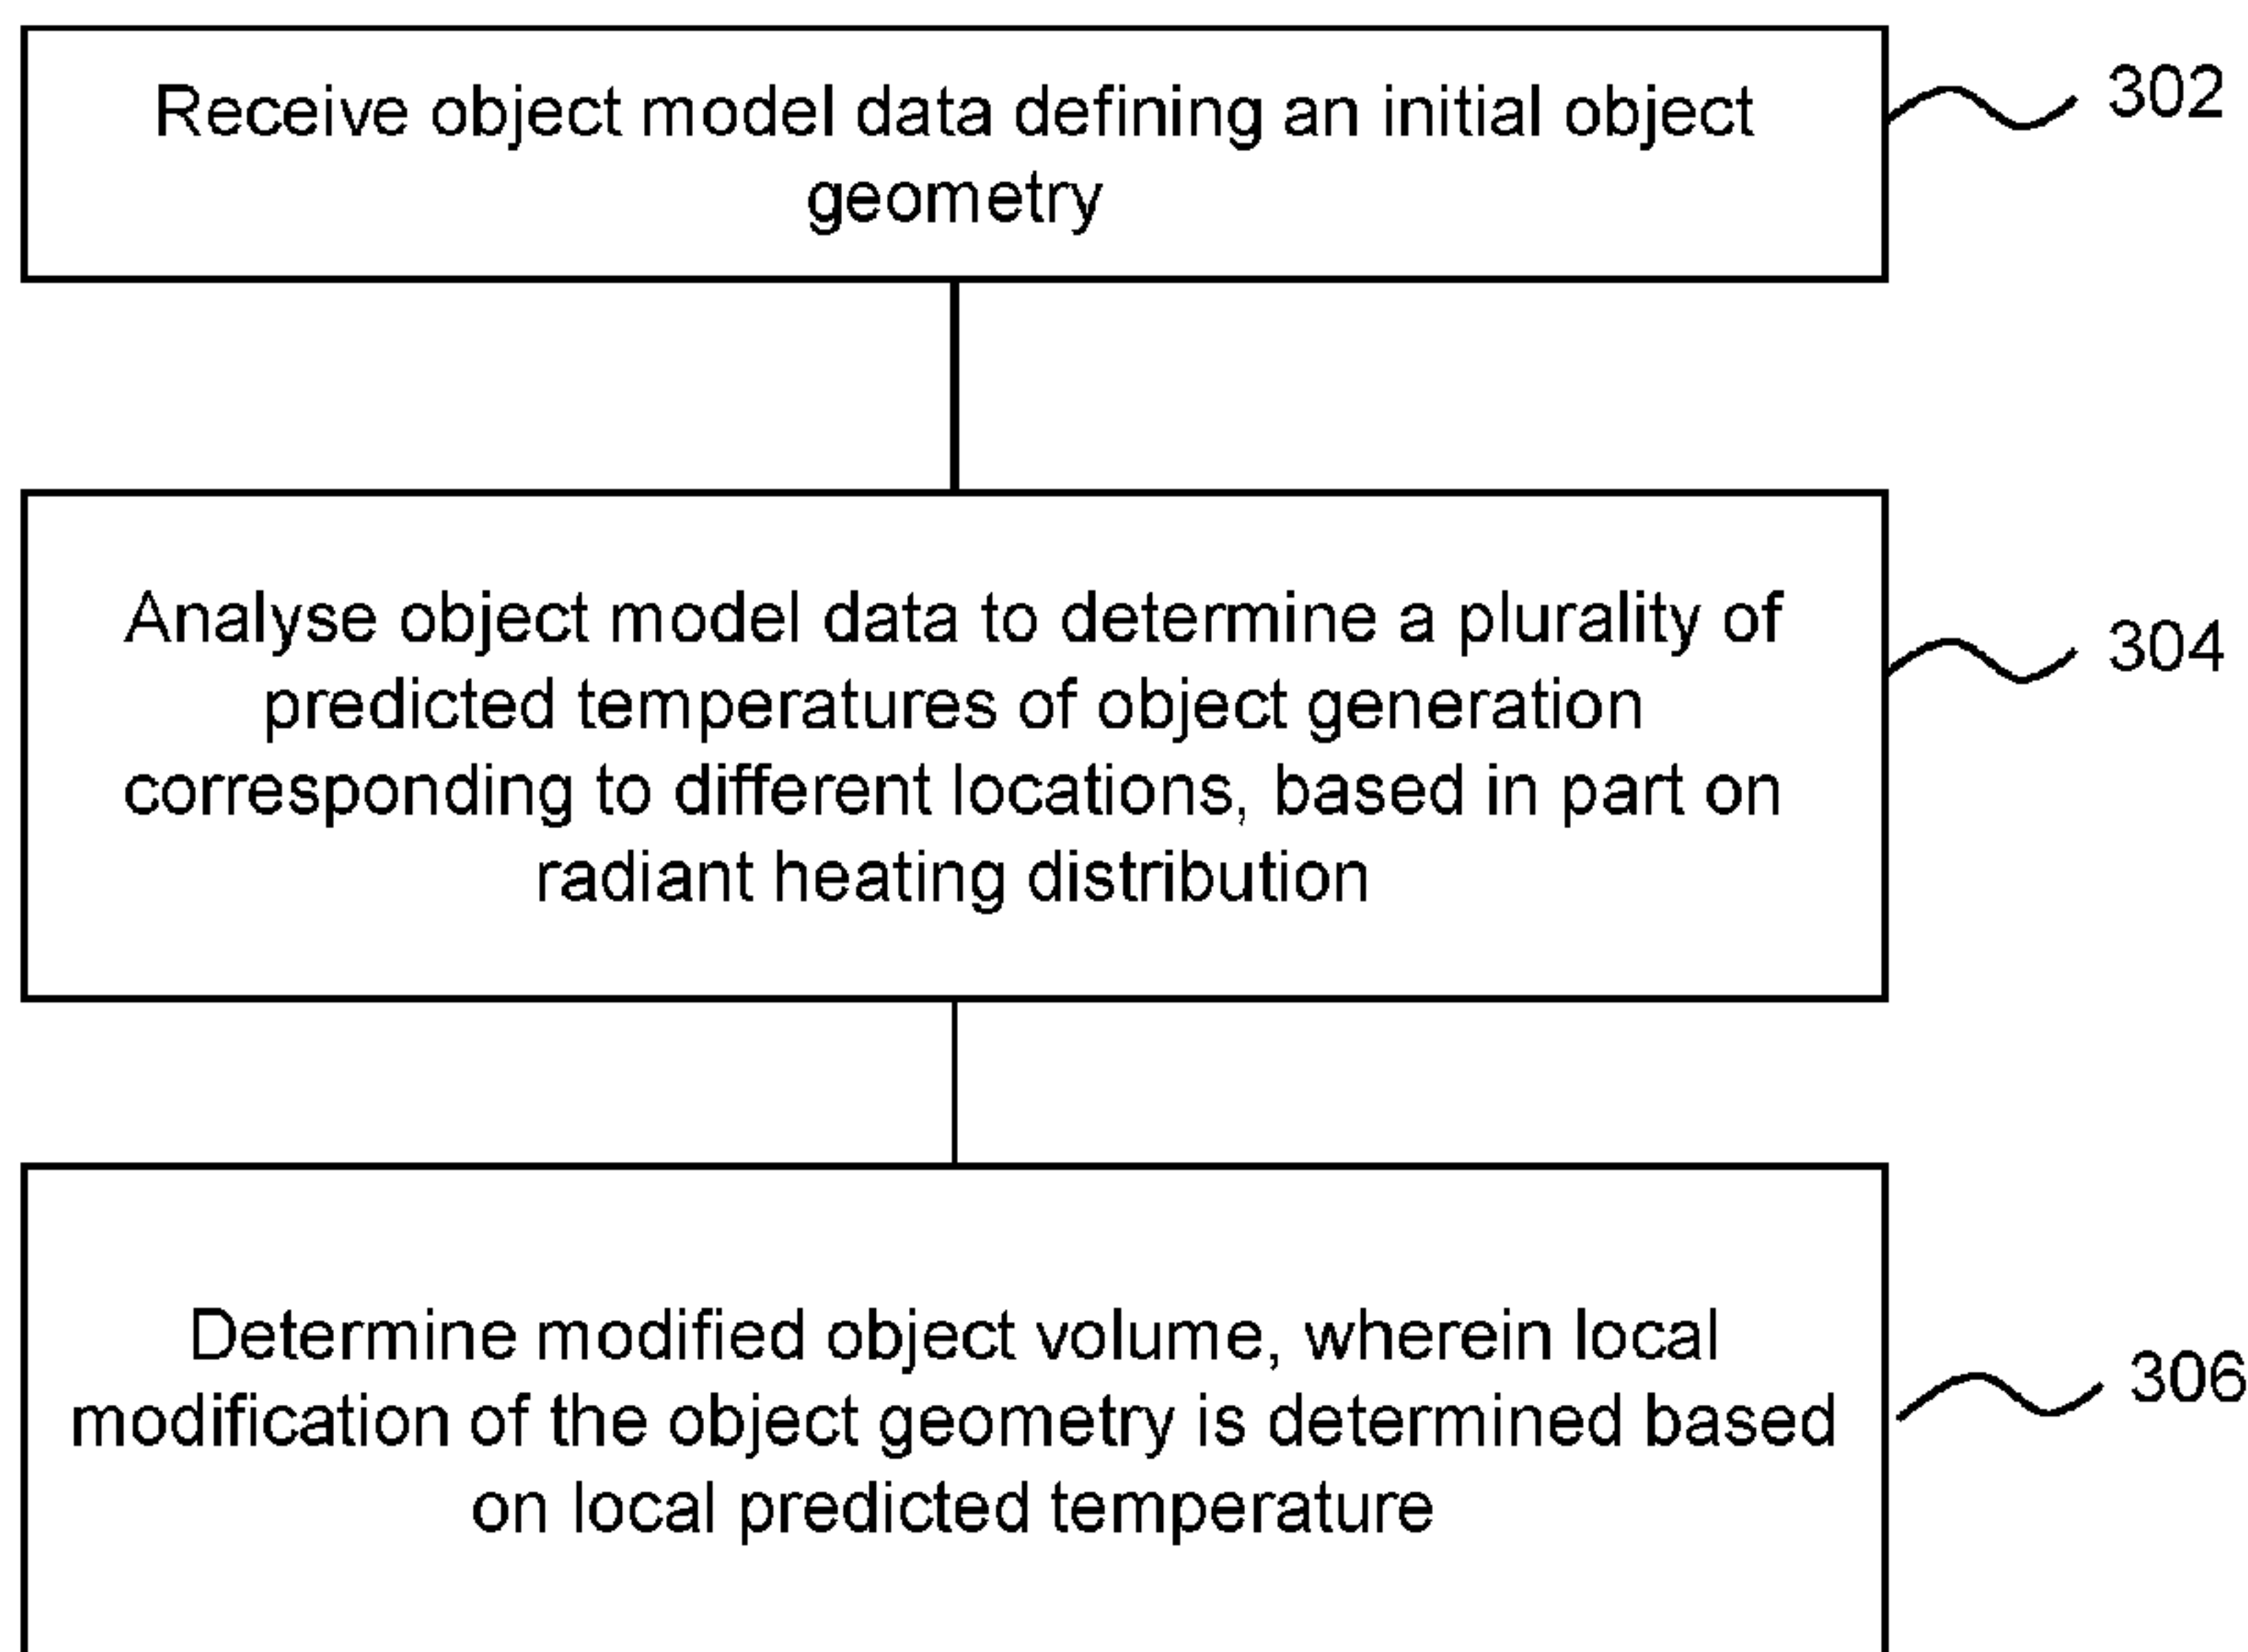 Receive object model data defining an initial object
geometry
302
Analyse object model data to determine a plurality of
predicted temperatures of object generation
corresponding to different locations, based in part on
radiant heating distribution
304
Determine modified object volume, wherein local
modification of the object geometry is determined based
on local predicted temperature
306